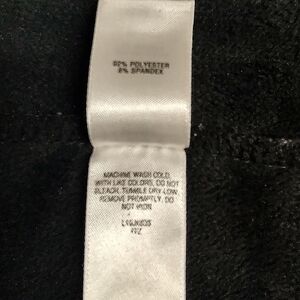 92% POLYESTER
8% SPANDEX
MACHINE WASH COLD,
WITH LIKE COLORS, DO NOT
BLEACH, TUMBLE DRY LOW,
REMOVE PROMPTLY, DO
NOT IRON